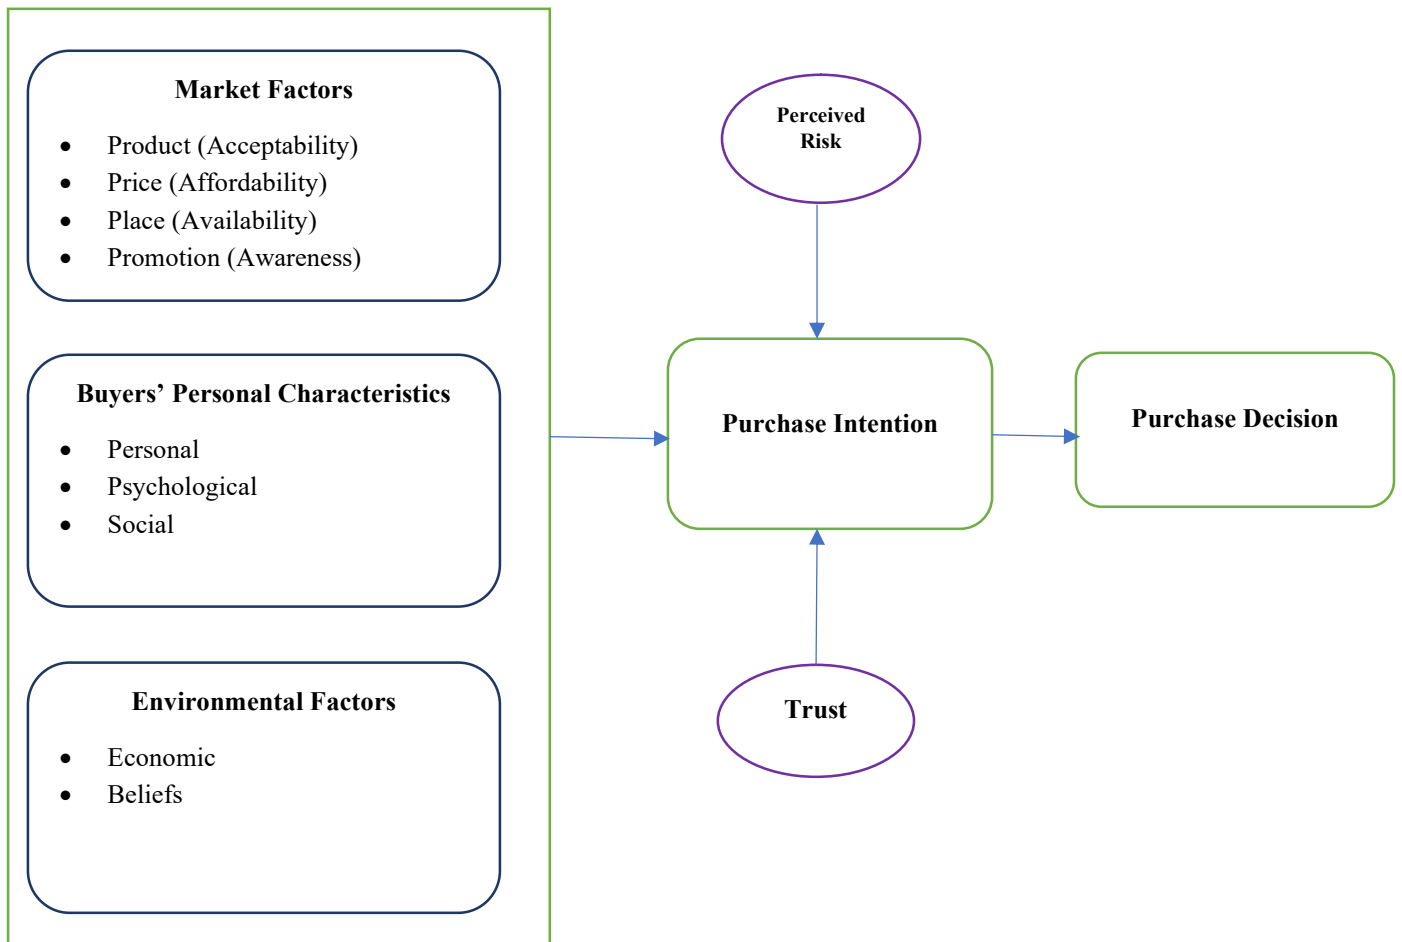 Market Factors
• Product (Acceptability)
• Price (Affordability)
• Place (Availability)
• Promotion (Awareness)
Buyers’ Personal Characteristics
• Personal
• Psychological
• Social
Environmental Factors
• Economic
• Beliefs
Perceived
Risk
Purchase Intention
Trust
Purchase Decision